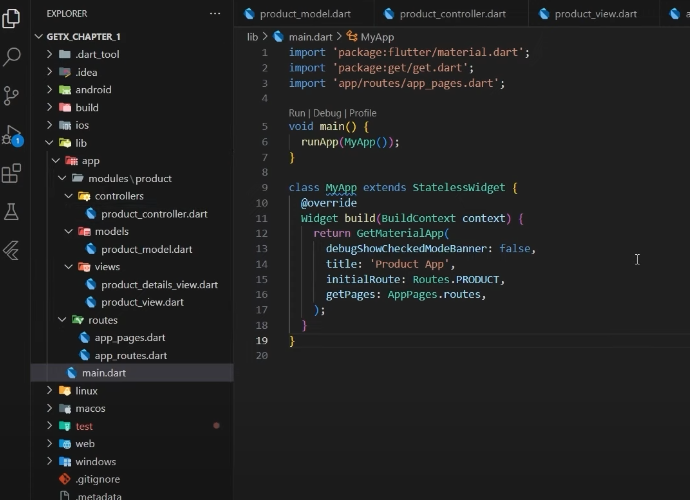 EXPLORER
GETX_CHAPTER_1
.dart_tool
.idea
android
build
ios
lib
app
modules\product
controllers
product_controller.dart
models
product_model.dart
views
product_details_view.dart
product_view.dart
routes
app_pages.dart
app_routes.dart
main.dart
linux
macos
test
web
windows
.gitignore
.metadata
1
product_model.dart product_controller.dart product_view.dart
lib > main.dart > MyApp
1 import 'package:flutter/material.dart';
2 import 'package:get/get.dart';
3 import 'app/routes/app_pages.dart';
4
Run | Debug | Profile
5 void main() {
6 runApp(MyApp());
7 }
8
9 class MyApp extends StatelessWidget {
10 @override
11 Widget build(BuildContext context) {
12 return GetMaterialApp(
13 debugShowCheckedModeBanner: false,
14 title: 'Product App',
15 initialRoute: Routes.PRODUCT,
16 getPages: AppPages.routes,
17 );
18 }
19 }
20